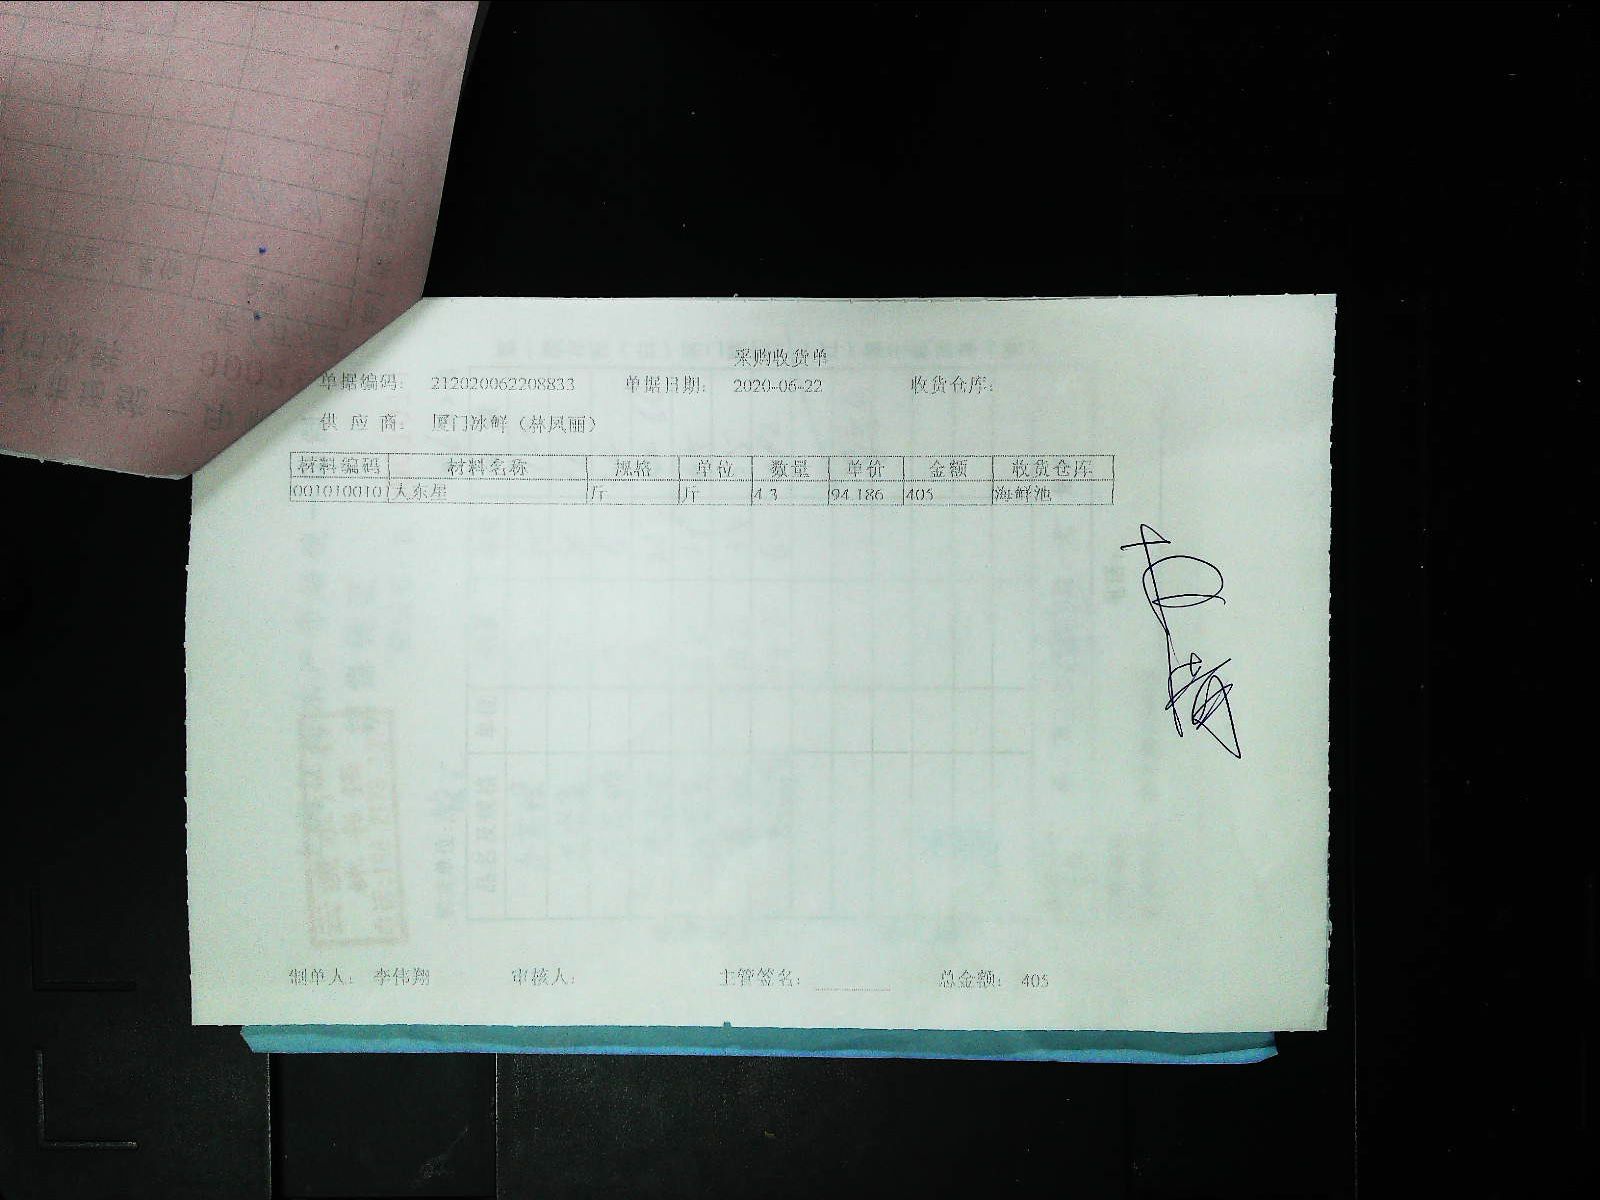 采购收货单
单据编码: 212020062208833 单据日期: 2020-06-22 收货仓库:
供应商: 厦门冰鲜（林凤丽）
材料编码 材料名称 规格 单位 数量 单价 金额 收货仓库
001010010 大东星 斤 斤 4.3 94.186 405 海鲜池
制单人: 李伟翔 审核人: 主管签名: 总金额: 405